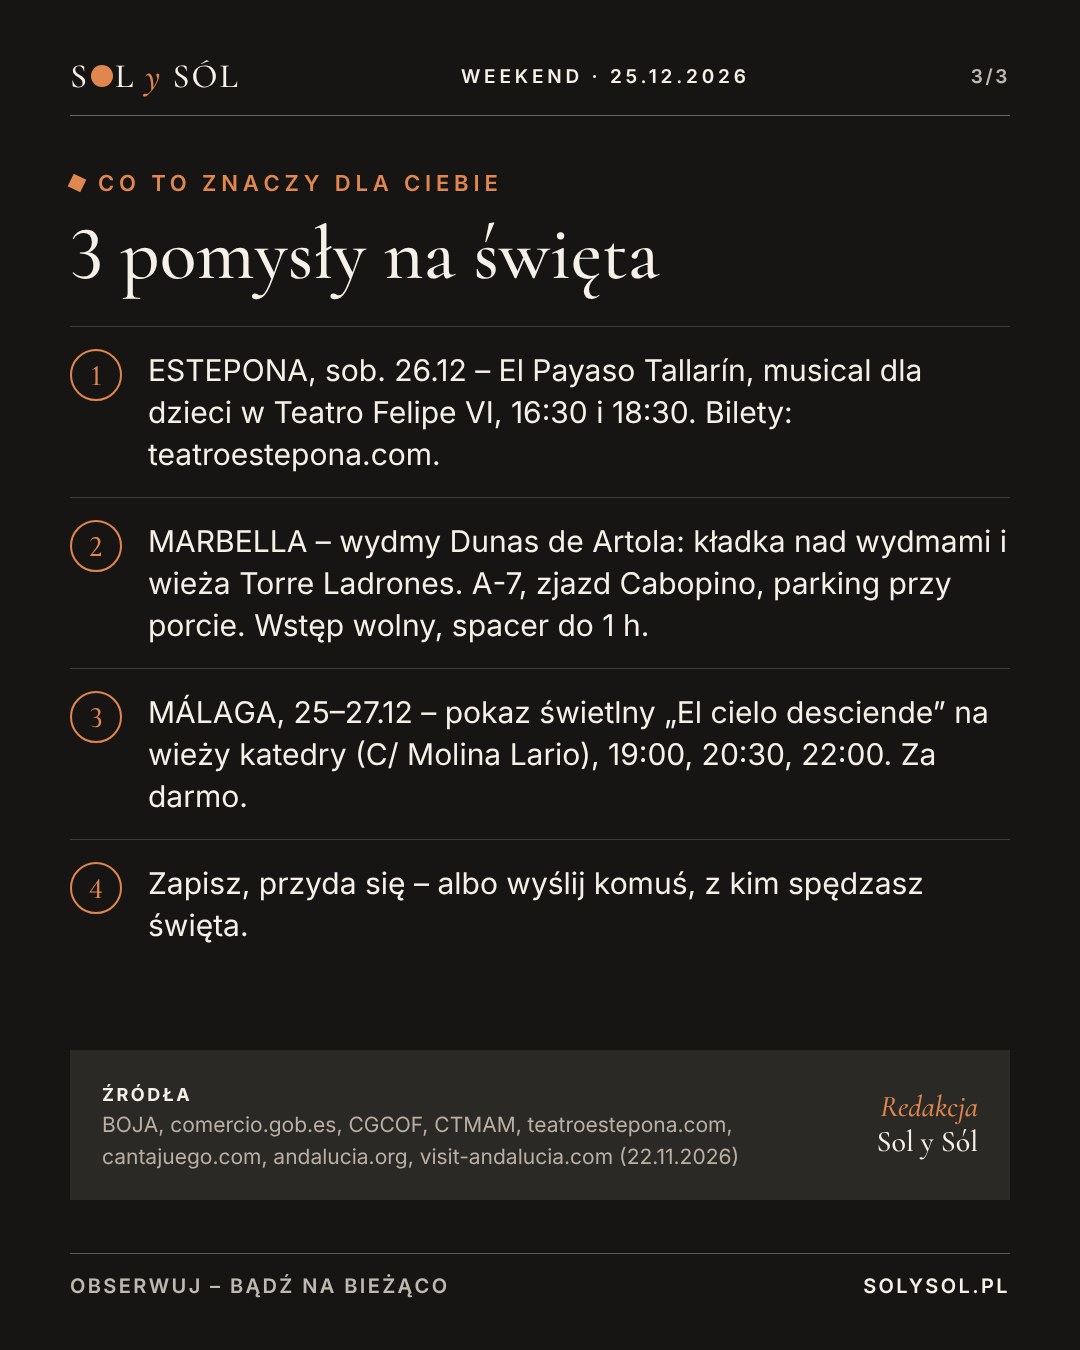 SOL y SÓL
WEEKEND · 25.12.2026
3/3
CO TO ZNACZY DLA CIEBIE
3 pomysły na święta
1
ESTEPONA, sob. 26.12 – El Payaso Tallarín, musical dla
dzieci w Teatro Felipe VI, 16:30 i 18:30. Bilety:
teatroestepona.com.
2
MARBELLA – wydmy Dunas de Artola: kładka nad wydmami i
wieża Torre Ladrones. A-7, zjazd Cabopino, parking przy
porcie. Wstęp wolny, spacer do 1 h.
3
MÁLAGA, 25–27.12 – pokaz świetlny „El cielo desciende” na
wieży katedry (C/ Molina Lario), 19:00, 20:30, 22:00. Za
darmo.
4
Zapisz, przyda się – albo wyślij komuś, z kim spędzasz
święta.
ŹRÓDŁA
BOJA, comercio.gob.es, CGCOF, CTMAM, teatroestepona.com,
cantajuego.com, andalucia.org, visit-andalucia.com (22.11.2026)
Redakcja
Sol y Sól
OBSERWUJ – BĄDŹ NA BIEŻĄCO
SOLYSOL.PL